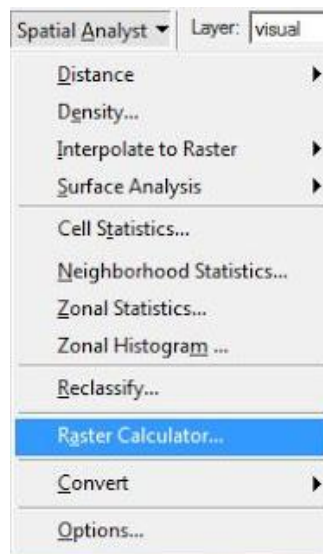 Spatial Analyst Layer: visual
Distance
Density...
Interpolate to Raster
Surface Analysis
Cell Statistics...
Neighborhood Statistics...
Zonal Statistics...
Zonal Histogram ...
Reclassify...
Raster Calculator...
Convert
Options...